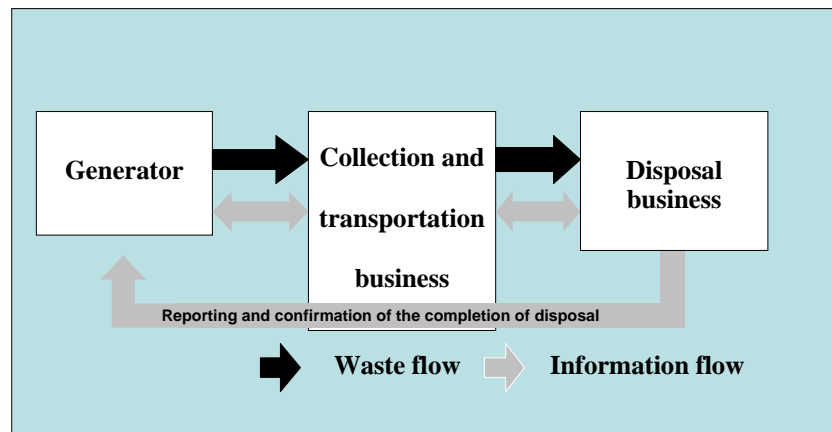 Generator
Collection and
transportation
business
Disposal
business
Reporting and confirmation of the completion of disposal
Waste flow
Information flow